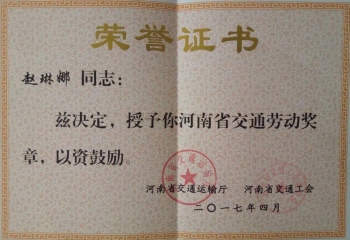 荣誉证书
赵琳娜 同志：
兹决定，授予你河南省交通劳动奖
章，以资鼓励。
河南省交通运输厅 河南省交通工会
二〇一七年四月